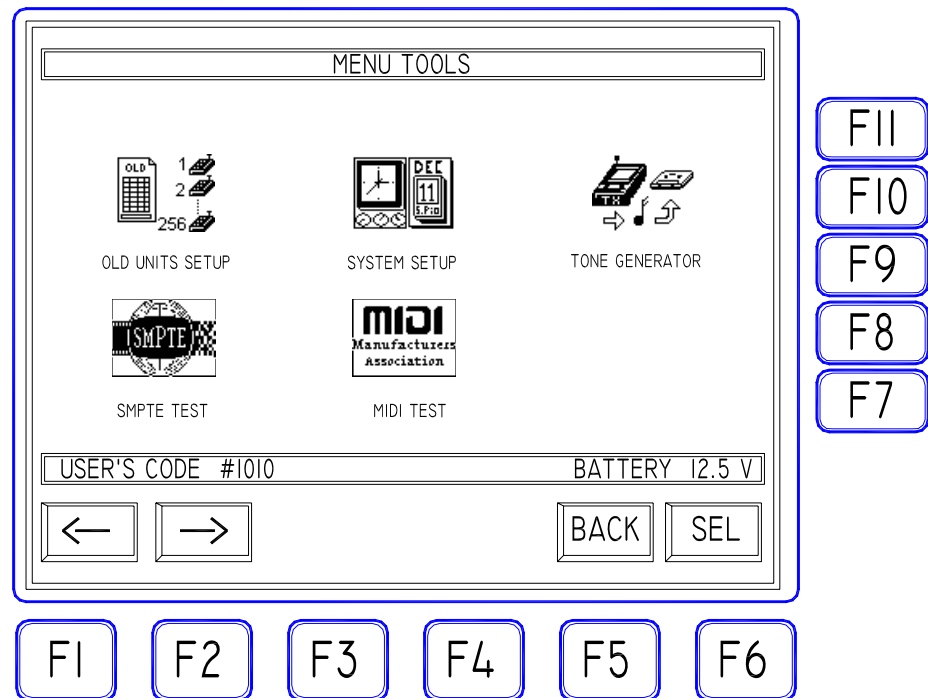 MENU TOOLS
OLD 1
2
256
DEC
11
S.Pio
TX
OLD UNITS SETUP
SYSTEM SETUP
TONE GENERATOR
SMPTE
MIDI
Manufacturers
Association
SMPTE TEST
MIDI TEST
USER'S CODE #1010
BATTERY 12.5 V
← → BACK SEL
F11
F10
F9
F8
F7
F1 F2 F3 F4 F5 F6